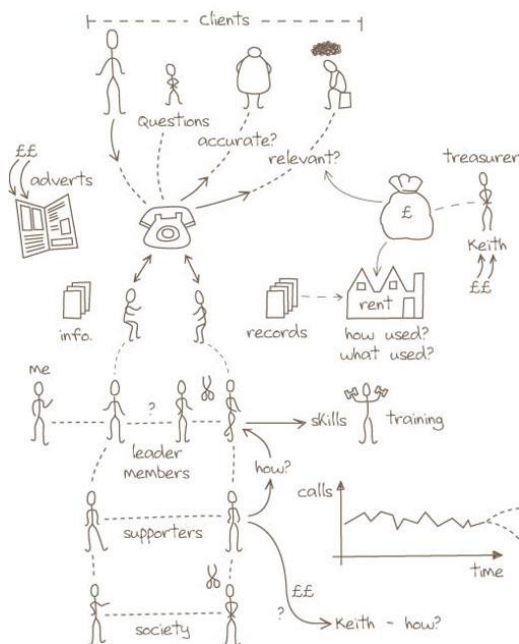 clients
Questions
accurate?
relevant?
££
adverts
treasurer
£
Keith
££
info.
records
rent
how used?
what used?
me
?
leader
members
skills
training
how?
calls
supporters
time
££
?
Keith - how?
society